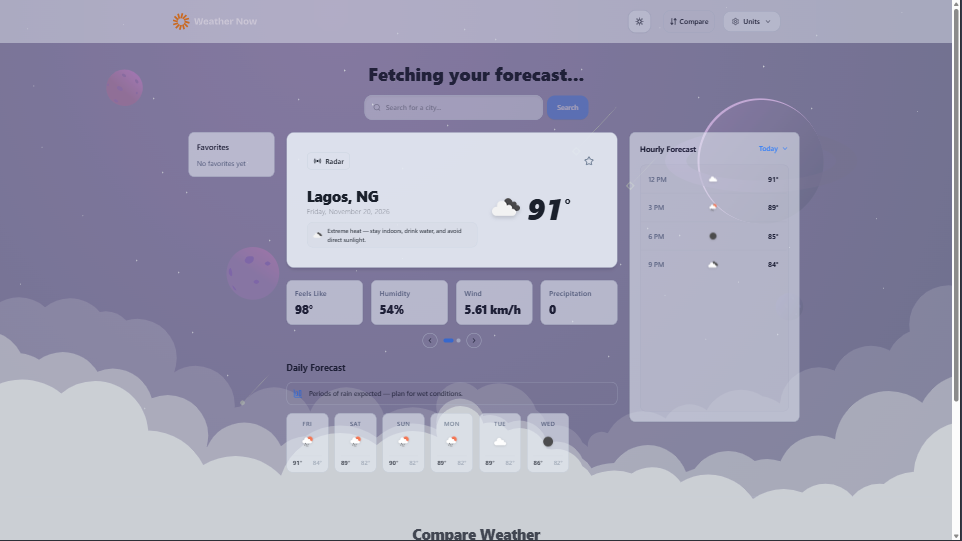 Weather Now
Compare
Units
Fetching your forecast...
Search for a city...
Search
Favorites
No favorites yet
Radar
Lagos, NG
Friday, November 20, 2026
Extreme heat — stay indoors, drink water, and avoid
direct sunlight.
91°
Feels Like
98°
Humidity
54%
Wind
5.61 km/h
Precipitation
0
Daily Forecast
Periods of rain expected — plan for wet conditions.
FRI
91° 84°
SAT
89° 82°
SUN
90° 82°
MON
89° 82°
TUE
89° 82°
WED
86° 82°
Hourly Forecast
Today
12 PM 91°
3 PM 89°
6 PM 85°
9 PM 84°
Compare Weather